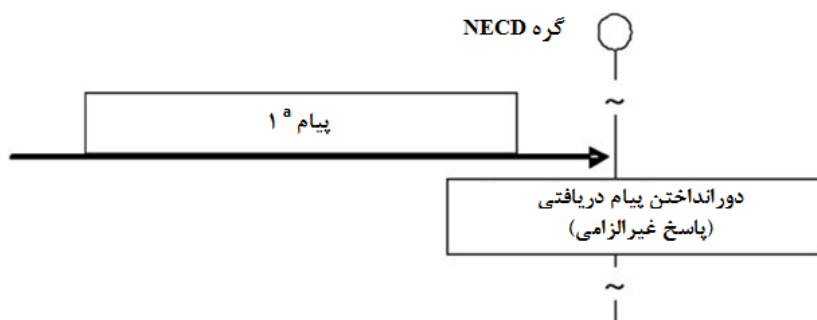 گره NECD
پیام ۱ a
دورانداختن پیام دریافتی
(پاسخ غیرالزامی)